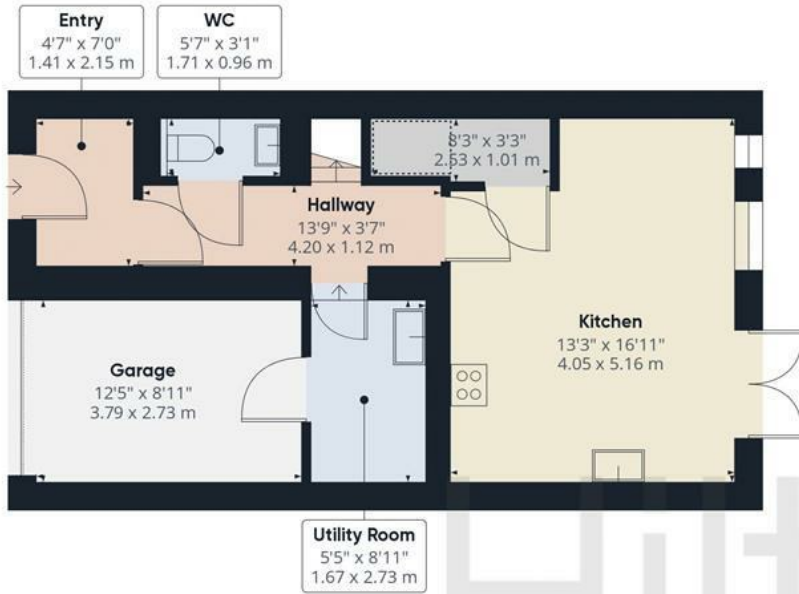 Entry
4'7" x 7'0"
1.41 x 2.15 m
WC
5'7" x 3'1"
1.71 x 0.96 m
8'3" x 3'3"
2.53 x 1.01 m
Hallway
13'9" x 3'7"
4.20 x 1.12 m
Kitchen
13'3" x 16'11"
4.05 x 5.16 m
Garage
12'5" x 8'11"
3.79 x 2.73 m
Utility Room
5'5" x 8'11"
1.67 x 2.73 m